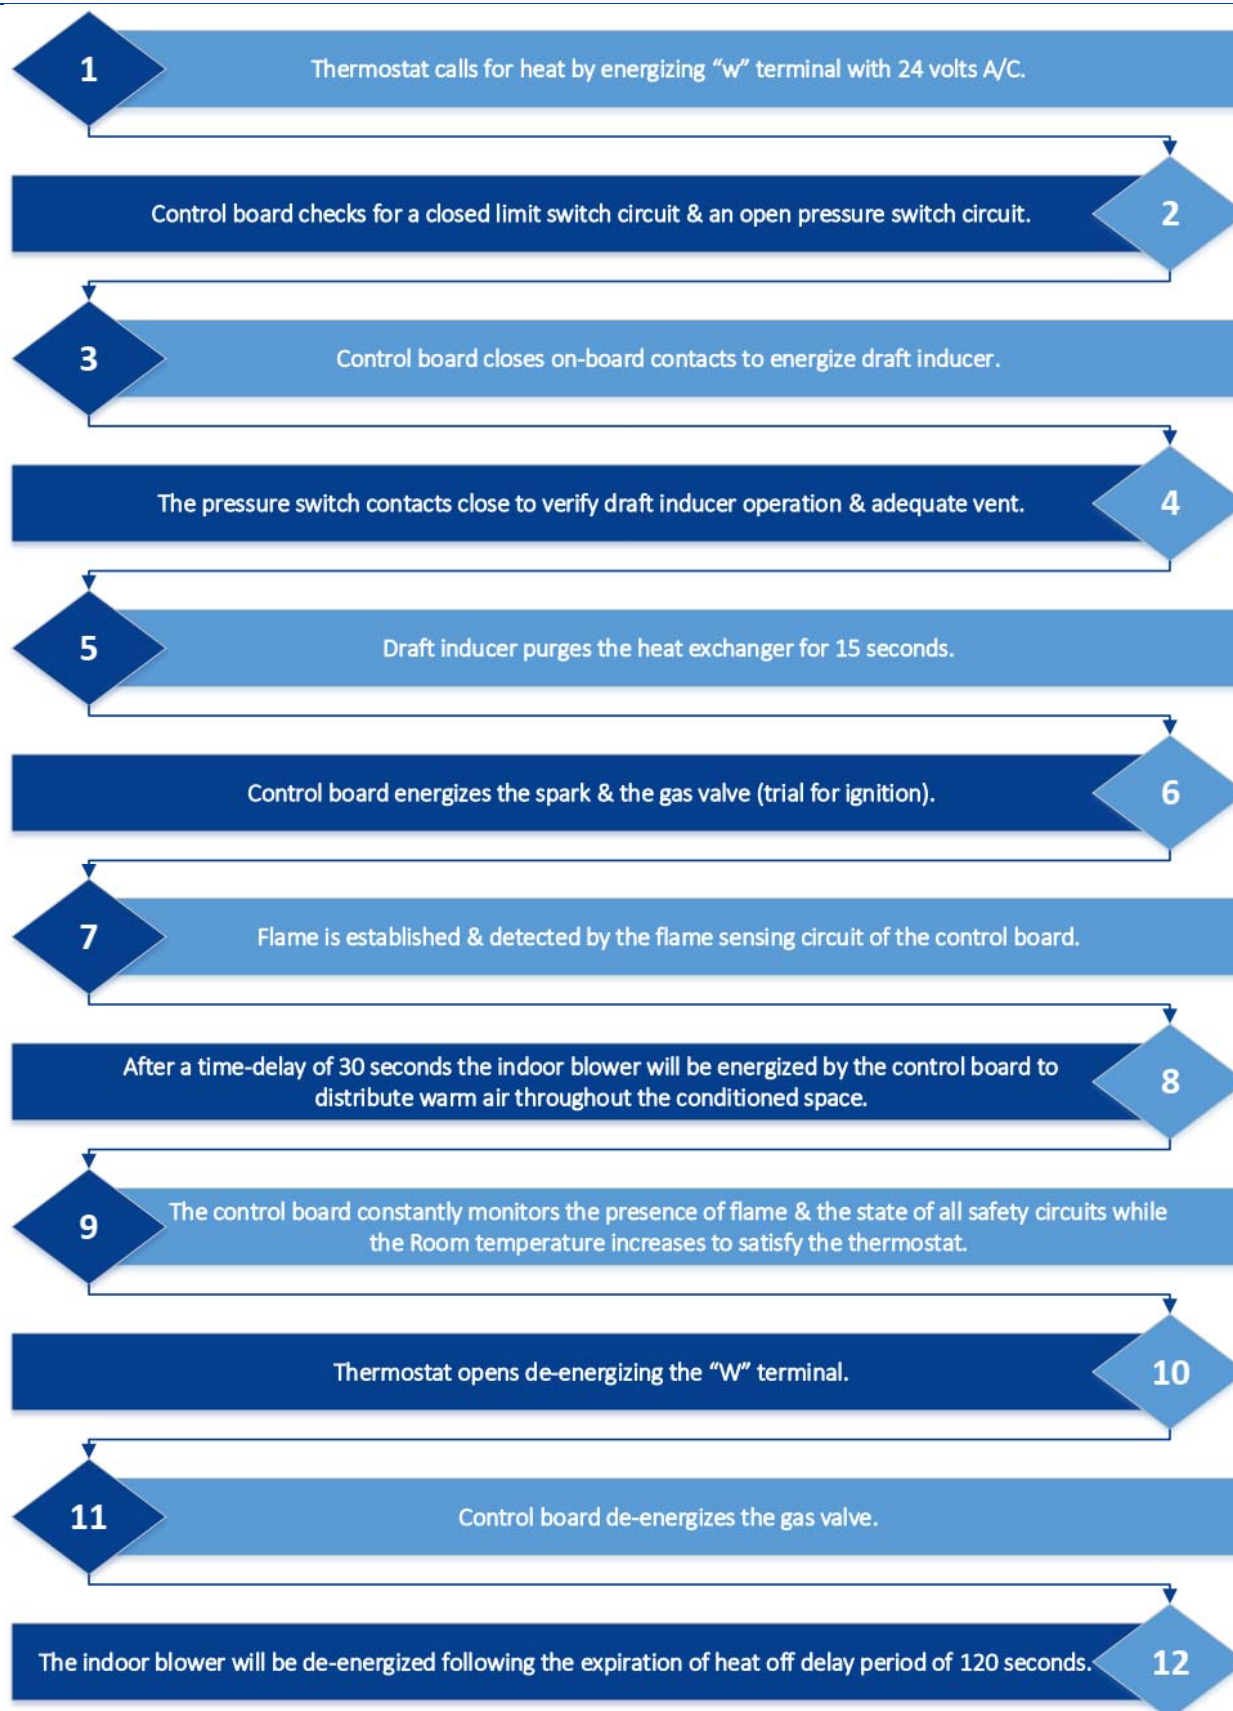 1
Thermostat calls for heat by energizing “w” terminal with 24 volts A/C.
Control board checks for a closed limit switch circuit & an open pressure switch circuit.
2
3
Control board closes on-board contacts to energize draft inducer.
The pressure switch contacts close to verify draft inducer operation & adequate vent.
4
5
Draft inducer purges the heat exchanger for 15 seconds.
Control board energizes the spark & the gas valve (trial for ignition).
6
7
Flame is established & detected by the flame sensing circuit of the control board.
After a time-delay of 30 seconds the indoor blower will be energized by the control board to
distribute warm air throughout the conditioned space.
8
9
The control board constantly monitors the presence of flame & the state of all safety circuits while
the Room temperature increases to satisfy the thermostat.
Thermostat opens de-energizing the “W” terminal.
10
11
Control board de-energizes the gas valve.
The indoor blower will be de-energized following the expiration of heat off delay period of 120 seconds.
12